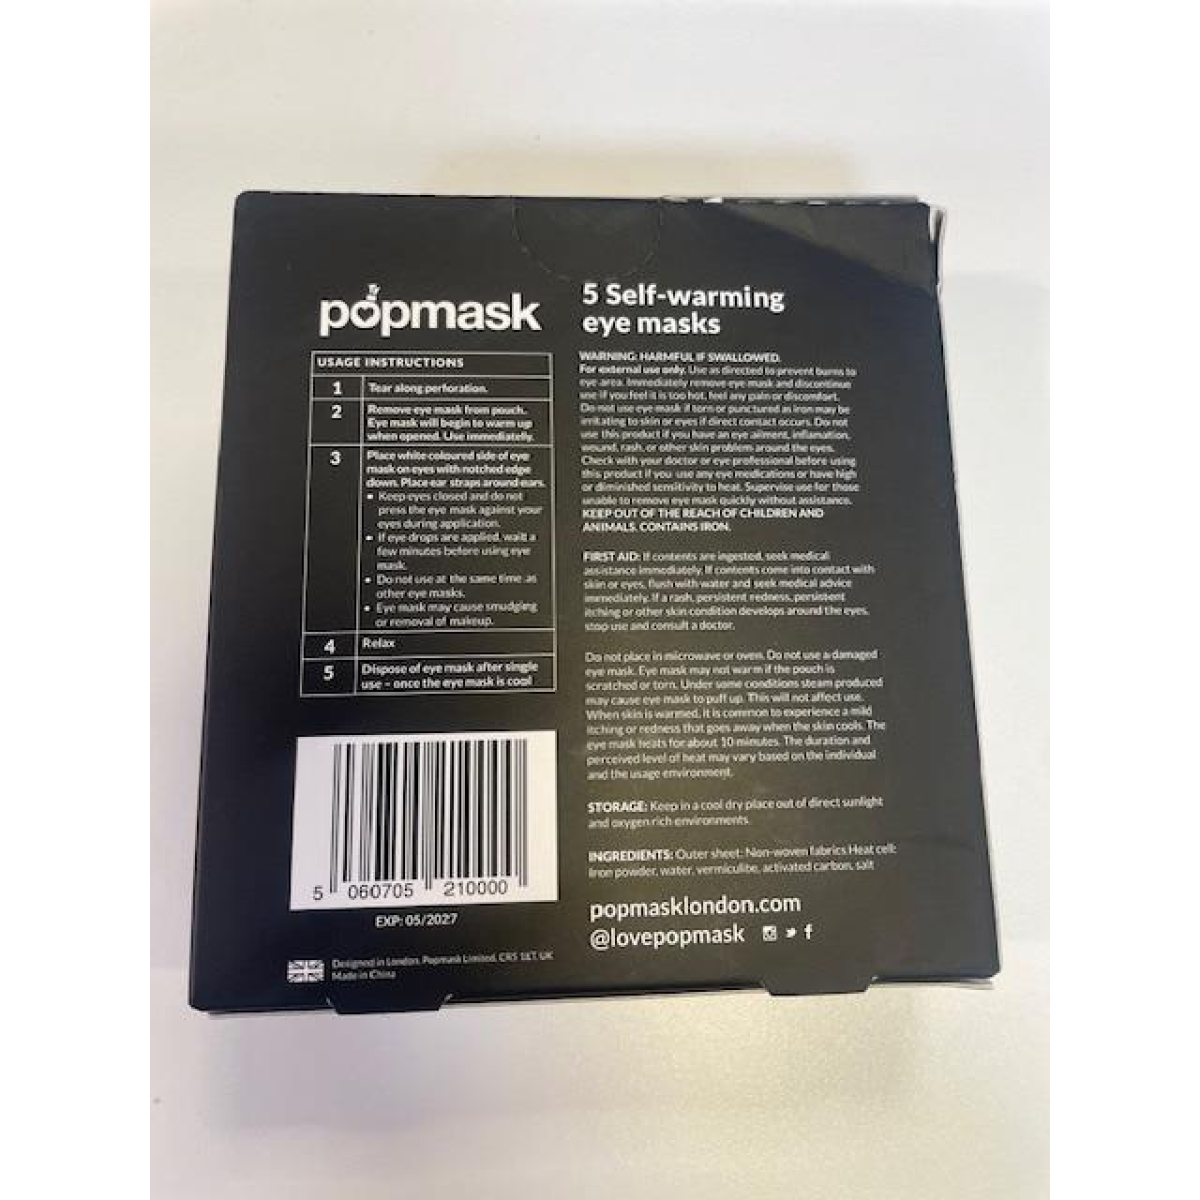 popmask
USAGE INSTRUCTIONS
1 Tear along perforation.
2 Remove eye mask from pouch.
Eye mask will begin to warm up
when opened. Use immediately.
3 Place white coloured side of eye
mask on eyes with notched edge
down. Place ear straps around ears.
• Keep eyes closed and do not
press the eye mask against your
eyes during application.
• If eye drops are applied, wait a
few minutes before using eye
mask.
• Do not use at the same time as
other eye masks.
• Eye mask may cause smudging
or removal of makeup.
4 Relax
5 Dispose of eye mask after single
use – once the eye mask is cool
5 060705 210000
EXP: 05/2027
Designed in London. Popmask Limited, CR5 1LT, UK
Made in China
5 Self-warming
eye masks
WARNING: HARMFUL IF SWALLOWED.
For external use only. Use as directed to prevent burns to
eye area. Immediately remove eye mask and discontinue
use if you feel it is too hot, feel any pain or discomfort.
Do not use eye mask if torn or punctured as iron may be
irritating to skin or eyes if direct contact occurs. Do not
use this product if you have an eye ailment, inflamation,
wound, rash, or other skin problem around the eyes.
Check with your doctor or eye professional before using
this product if you use any eye medications or have high
or diminished sensitivity to heat. Supervise use for those
unable to remove eye mask quickly without assistance.
KEEP OUT OF THE REACH OF CHILDREN AND
ANIMALS. CONTAINS IRON.
FIRST AID: If contents are ingested, seek medical
assistance immediately. If contents come into contact with
skin or eyes, flush with water and seek medical advice
immediately. If a rash, persistent redness, persistent
itching or other skin condition develops around the eyes,
stop use and consult a doctor.
Do not place in microwave or oven. Do not use a damaged
eye mask. Eye mask may not warm if the pouch is
scratched or torn. Under some conditions steam produced
may cause eye mask to puff up. This will not affect use.
When skin is warmed, it is common to experience a mild
itching or redness that goes away when the skin cools. The
eye mask heats for about 10 minutes. The duration and
perceived level of heat may vary based on the individual
and the usage environment.
STORAGE: Keep in a cool dry place out of direct sunlight
and oxygen rich environments.
INGREDIENTS: Outer sheet: Non-woven fabrics Heat cell:
Iron powder, water, vermiculite, activated carbon, salt
popmasklondon.com
@lovepopmask